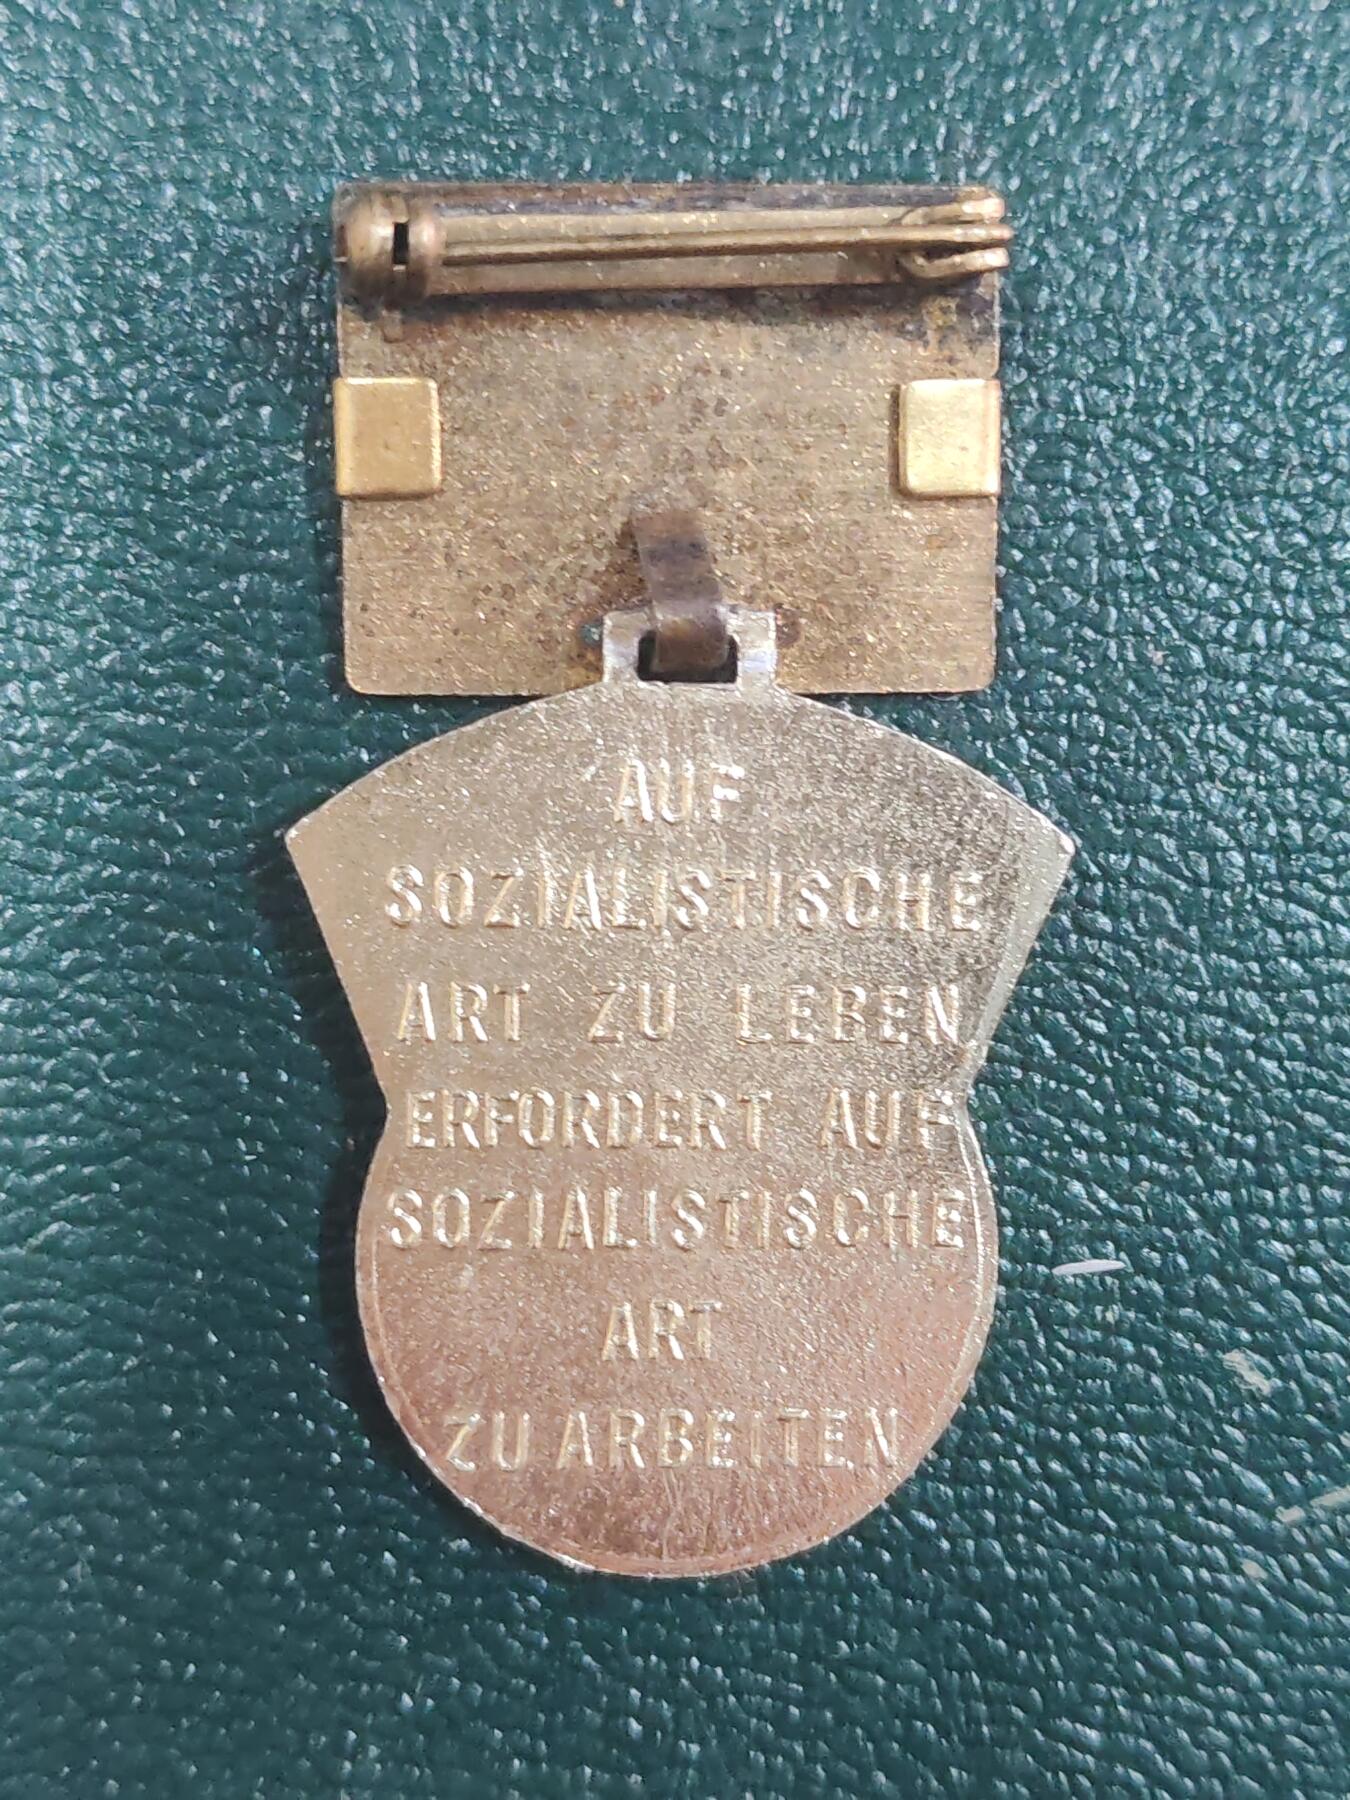 AUF
SOZIALISTISCHE
ART ZU LEBEN
ERFORDERT AUF
SOZIALISTISCHE
ART
ZU ARBEITEN